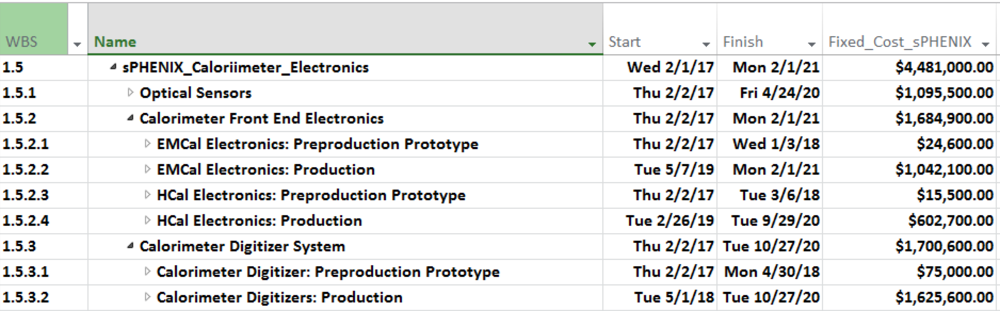 WBS Name Start Finish Fixed_Cost_sPHENIX
1.5 sPHENIX_Caloriimeter_Electronics Wed 2/1/17 Mon 2/1/21 $4,481,000.00
1.5.1 Optical Sensors Thu 2/2/17 Fri 4/24/20 $1,095,500.00
1.5.2 Calorimeter Front End Electronics Thu 2/2/17 Mon 2/1/21 $1,684,900.00
1.5.2.1 EMCal Electronics: Preproduction Prototype Thu 2/2/17 Wed 1/3/18 $24,600.00
1.5.2.2 EMCal Electronics: Production Tue 5/7/19 Mon 2/1/21 $1,042,100.00
1.5.2.3 HCal Electronics: Preproduction Prototype Thu 2/2/17 Tue 3/6/18 $15,500.00
1.5.2.4 HCal Electronics: Production Tue 2/26/19 Tue 9/29/20 $602,700.00
1.5.3 Calorimeter Digitizer System Thu 2/2/17 Tue 10/27/20 $1,700,600.00
1.5.3.1 Calorimeter Digitizer: Preproduction Prototype Thu 2/2/17 Mon 4/30/18 $75,000.00
1.5.3.2 Calorimeter Digitizers: Production Tue 5/1/18 Tue 10/27/20 $1,625,600.00